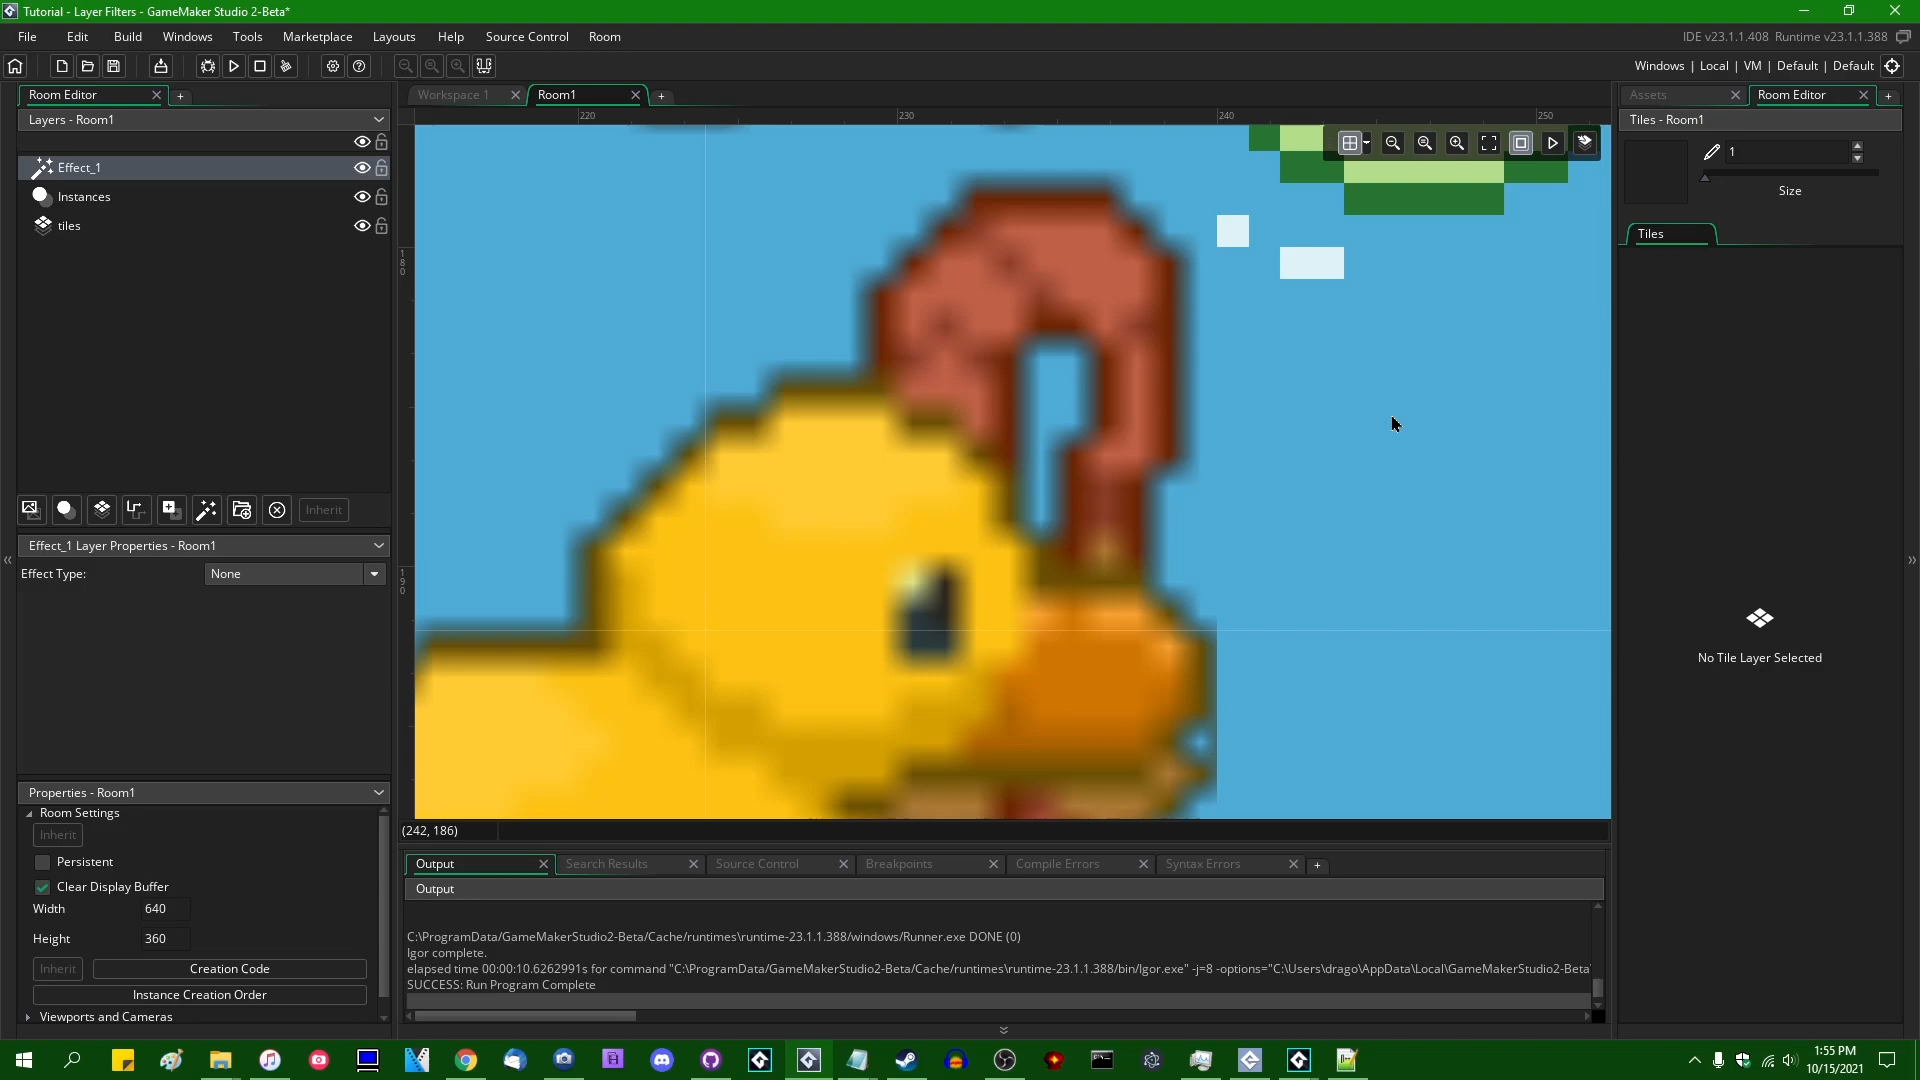 Tutorial - Layer Filters - GameMaker Studio 2-Beta*
File Edit Build Windows Tools Marketplace Layouts Help Source Control Room
IDE v23.1.1.408 Runtime v23.1.1.388
Windows | Local | VM | Default | Default
Room Editor
Workspace 1
Room1
Assets
Room Editor
Layers - Room1
220
230
240
250
Tiles - Room1
Effect_1
1
Instances
Size
tiles
Tiles
180
Inherit
Effect_1 Layer Properties - Room1
Effect Type: None
190
No Tile Layer Selected
Properties - Room1
Room Settings
Inherit
Persistent
Clear Display Buffer
Width 640
Height 360
Inherit
Creation Code
Instance Creation Order
Viewports and Cameras
(242, 186)
Output Search Results Source Control Breakpoints Compile Errors Syntax Errors
Output
C:\ProgramData/GameMakerStudio2-Beta/Cache/runtimes\runtime-23.1.1.388/windows/Runner.exe DONE (0)
Igor complete.
elapsed time 00:00:10.6262991s for command "C:\ProgramData/GameMakerStudio2-Beta/Cache/runtimes\runtime-23.1.1.388/bin/Igor.exe" -j=8 -options="C:\Users\drago\AppData\Local\GameMakerStudio2-Beta
SUCCESS: Run Program Complete
1:55 PM
10/15/2021